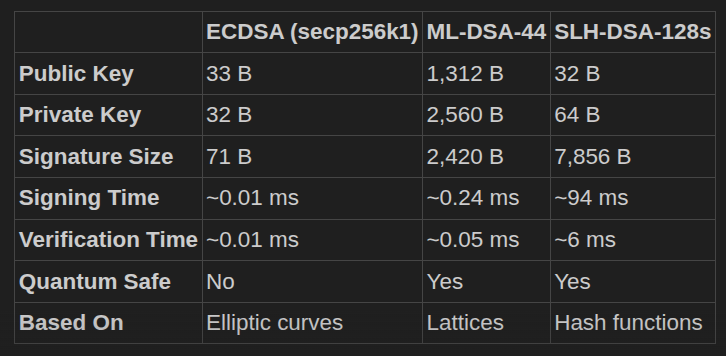 ECDSA (secp256k1) ML-DSA-44 SLH-DSA-128s
Public Key 33 B 1,312 B 32 B
Private Key 32 B 2,560 B 64 B
Signature Size 71 B 2,420 B 7,856 B
Signing Time ~0.01 ms ~0.24 ms ~94 ms
Verification Time ~0.01 ms ~0.05 ms ~6 ms
Quantum Safe No Yes Yes
Based On Elliptic curves Lattices Hash functions